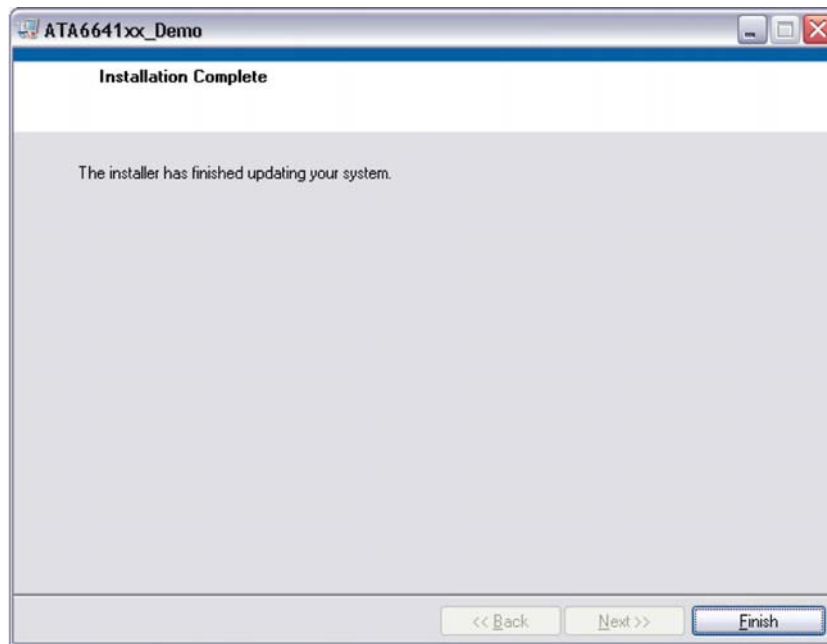 ATA6641xx_Demo
Installation Complete
The installer has finished updating your system.
<< Back Next >> Finish